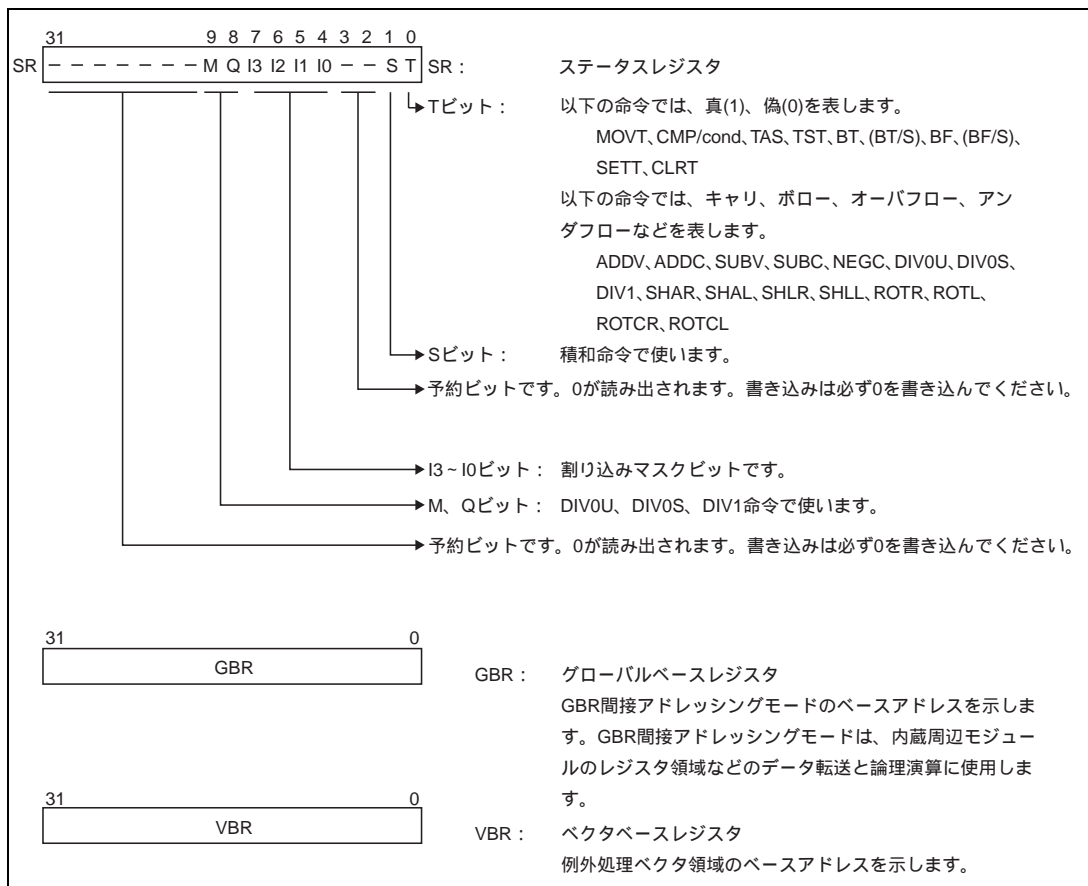 31 9 8 7 6 5 4 3 2 1 0
SR － － － － － － － M Q I3 I2 I1 I0 － － S T SR： ステータスレジスタ
Tビット： 以下の命令では、真(1)、偽(0)を表します。
MOVT、CMP/cond、TAS、TST、BT、(BT/S)、BF、(BF/S)、
SETT、CLRT
以下の命令では、キャリ、ボロー、オーバフロー、アン
ダフローなどを表します。
ADDV、ADDC、SUBV、SUBC、NEGC、DIV0U、DIV0S、
DIV1、SHAR、SHAL、SHLR、SHLL、ROTR、ROTL、
ROTCR、ROTCL
Sビット： 積和命令で使います。
予約ビットです。0が読み出されます。書き込みは必ず0を書き込んでください。
I3～I0ビット： 割り込みマスクビットです。
M、Qビット： DIV0U、DIV0S、DIV1命令で使います。
予約ビットです。0が読み出されます。書き込みは必ず0を書き込んでください。
31 0
GBR
GBR： グローバルベースレジスタ
GBR間接アドレッシングモードのベースアドレスを示しま
す。GBR間接アドレッシングモードは、内蔵周辺モジュー
ルのレジスタ領域などのデータ転送と論理演算に使用しま
す。
31 0
VBR
VBR： ベクタベースレジスタ
例外処理ベクタ領域のベースアドレスを示します。